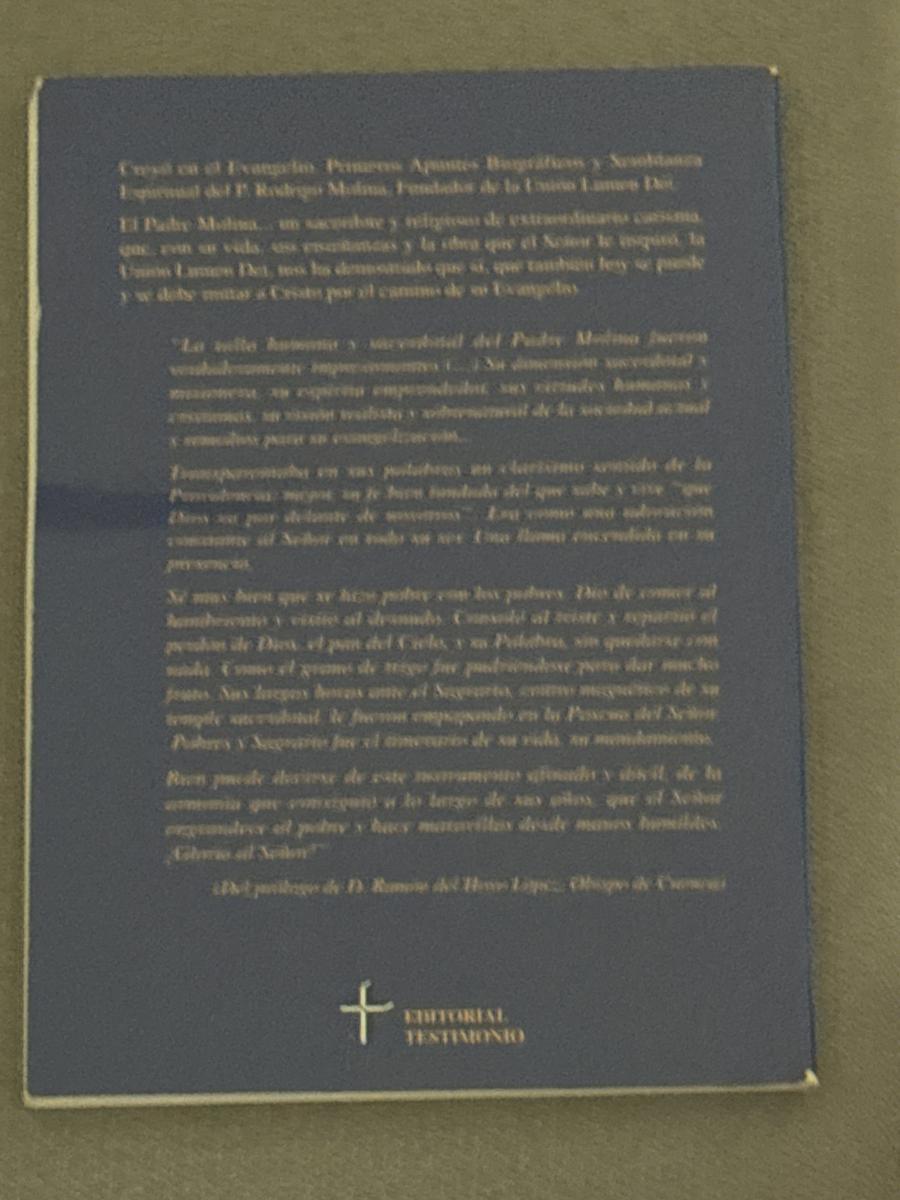 Creyó en el Evangelio. Primeros Apuntes Biográficos y Semblanza
Espiritual del P. Rodrigo Molina, Fundador de la Unión Lumen Dei.
El Padre Molina... un sacerdote y religioso de extraordinario carisma,
que, con su vida, sus enseñanzas y la obra que el Señor le inspiró, la
Unión Lumen Dei, nos ha demostrado que sí, que también hoy se puede
y se debe imitar a Cristo por el camino de su Evangelio.
"La talla humana y sacerdotal del Padre Molina fueron
verdaderamente impresionantes (...) Su dimensión sacerdotal y
misionera, su espíritu emprendedor, sus virtudes humanas y
cristianas, su visión realista y sobrenatural de la sociedad actual
y remedios para su evangelización...
Transparentaba en sus palabras un clarísimo sentido de la
Providencia; mejor, su fe bien fundada del que sabe y vive "que
Dios va por delante de nosotros". Era como una adoración
constante al Señor en todo su ser. Una llama encendida en su
presencia.
Sé muy bien que se hizo pobre con los pobres. Dio de comer al
hambriento y vistió al desnudo. Consoló al triste y repartió el
perdón de Dios, el pan del Cielo, y su Palabra, sin quedarse con
nada. Como el grano de trigo fue pudriéndose para dar mucho
fruto. Sus largas horas ante el Sagrario, centro magnético de su
temple sacerdotal, le fueron empapando en la Pascua del Señor.
Pobres y Sagrario fue el itinerario de su vida, su mandamiento.
Bien puede decirse de este instrumento afinado y dócil, de la
armonía que consiguió a lo largo de sus años, que el Señor
engrandece al pobre y hace maravillas desde manos humildes.
¡Gloria al Señor!"
(Del prólogo de D. Ramón del Hoyo López, Obispo de Cuenca)
EDITORIAL
TESTIMONIO